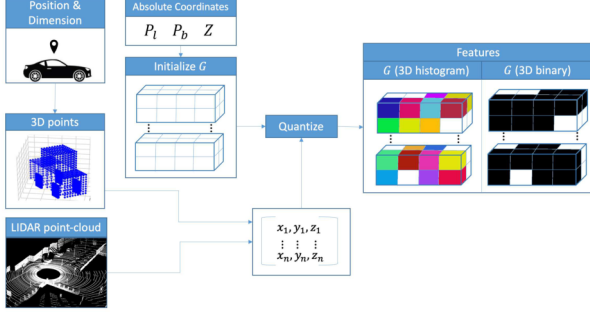 Position &
Dimension
Absolute Coordinates
P_l P_b Z
Initialize G
3D points
LIDAR point-cloud
Quantize
x_1, y_1, z_1
⋮ ⋮ ⋮
x_n, y_n, z_n
Features
G (3D histogram) G (3D binary)